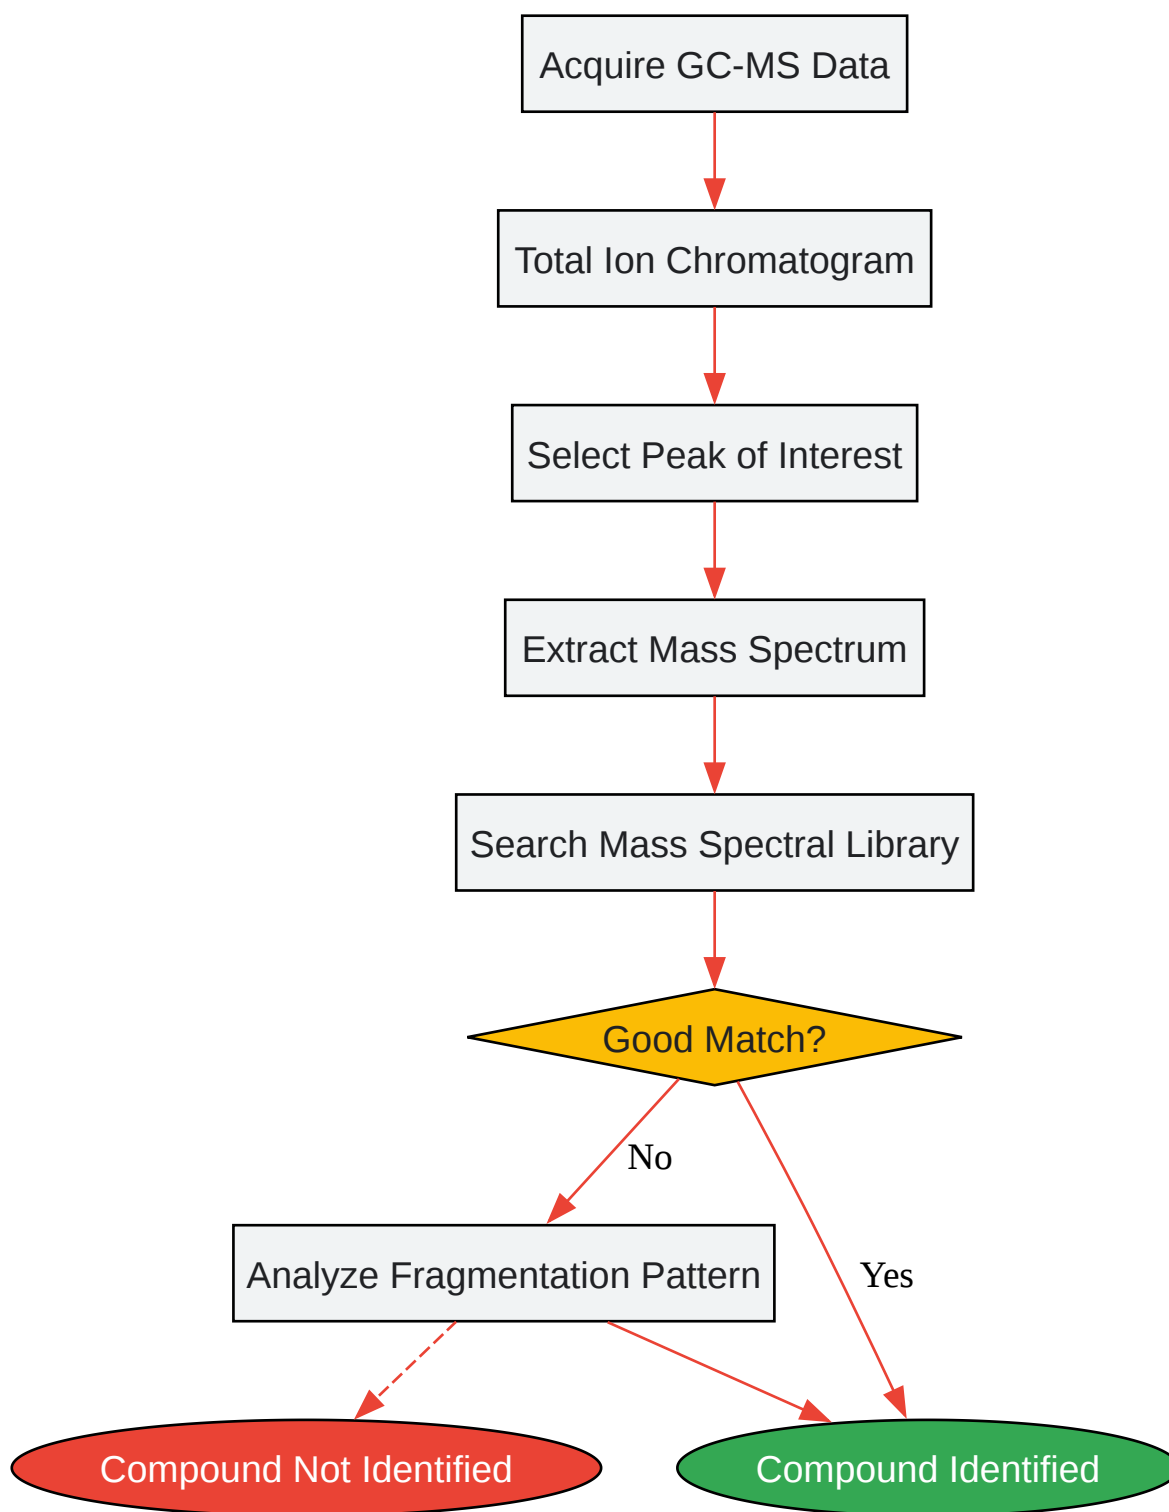 Acquire GC-MS Data
Total Ion Chromatogram
Select Peak of Interest
Extract Mass Spectrum
Search Mass Spectral Library
Good Match?
No
Analyze Fragmentation Pattern
Yes
Compound Not Identified
Compound Identified